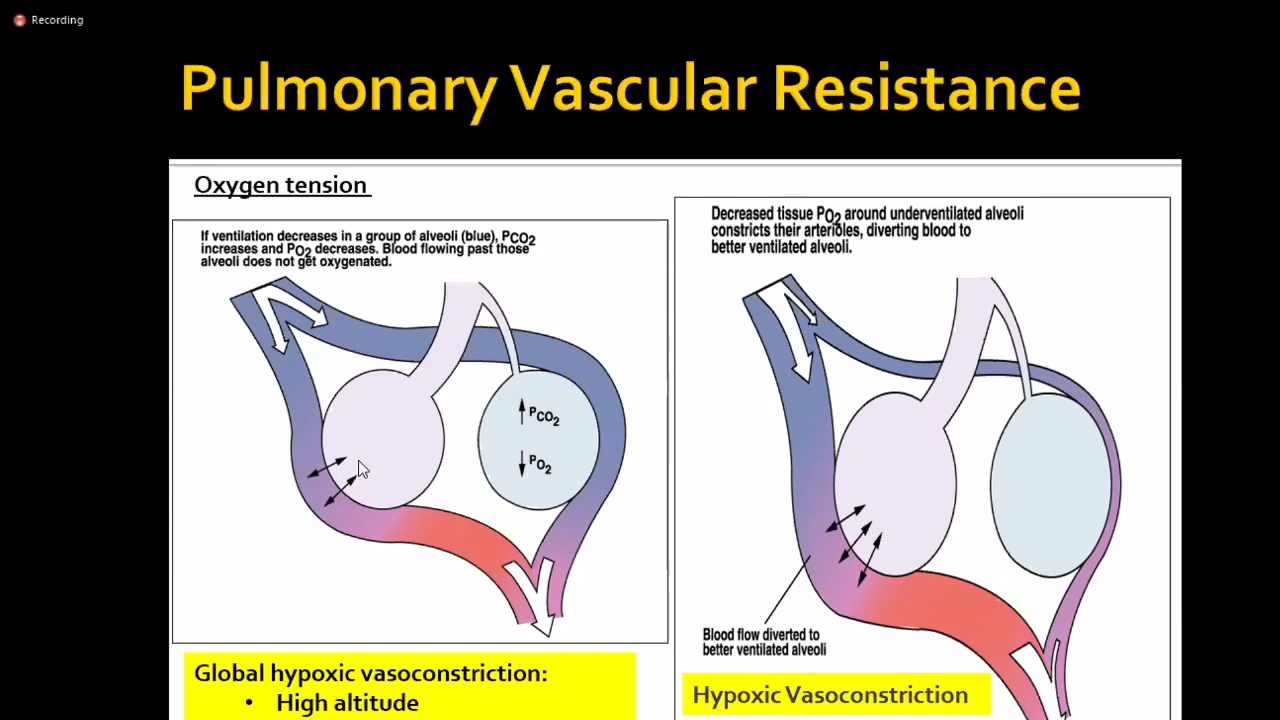 Recording
Pulmonary Vascular Resistance
Oxygen tension
If ventilation decreases in a group of alveoli (blue), PCO2
increases and PO2 decreases. Blood flowing past those
alveoli does not get oxygenated.
PCO2
PO2
Global hypoxic vasoconstriction:
• High altitude
Decreased tissue PO2 around underventilated alveoli
constricts their arterioles, diverting blood to
better ventilated alveoli.
Blood flow diverted to
better ventilated alveoli
Hypoxic Vasoconstriction